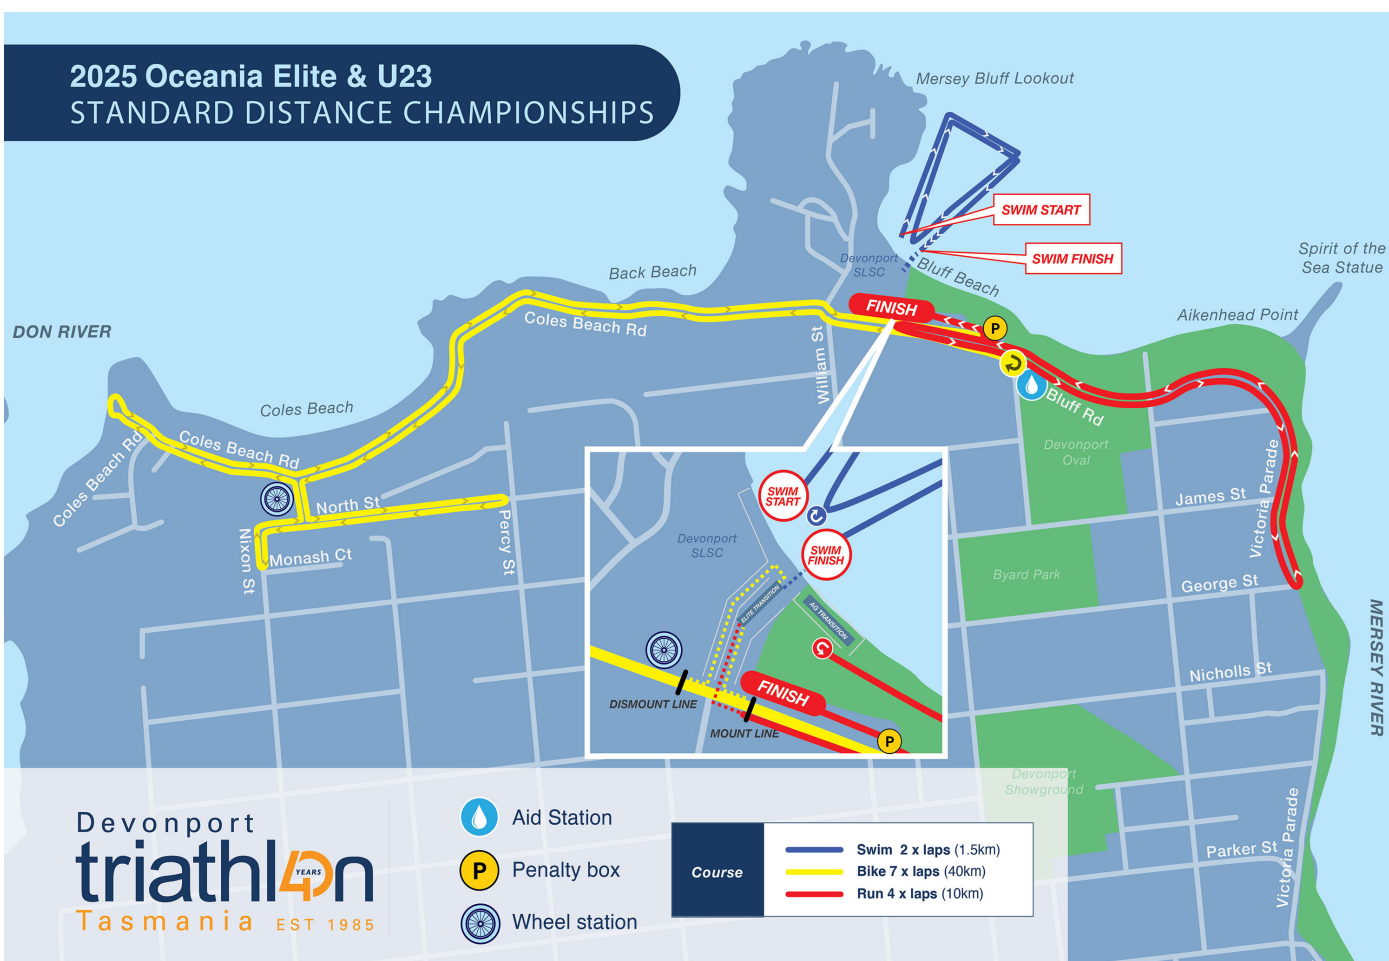 2025 Oceania Elite & U23
STANDARD DISTANCE CHAMPIONSHIPS
Mersey Bluff Lookout
SWIM START
SWIM FINISH
Spirit of the
Sea Statue
Devonport
SLSC
Bluff Beach
Back Beach
Aikenhead Point
DON RIVER
FINISH
P
Coles Beach Rd
William St
Bluff Rd
Coles Beach
Coles Beach Rd
Coles Beach Rd
Devonport
Oval
Victoria Parade
North St
James St
Nixon St
Monash Ct
Percy St
SWIM
START
SWIM
FINISH
Devonport
SLSC
ELITE TRANSITION
AG TRANSITION
FINISH
DISMOUNT LINE
MOUNT LINE
P
Byard Park
George St
MERSEY RIVER
Nicholls St
Devonport
Showground
Parker St
Victoria Parade
Devonport
triathlon
40
YEARS
Tasmania EST 1985
Aid Station
P Penalty box
Wheel station
Course
Swim 2 x laps (1.5km)
Bike 7 x laps (40km)
Run 4 x laps (10km)